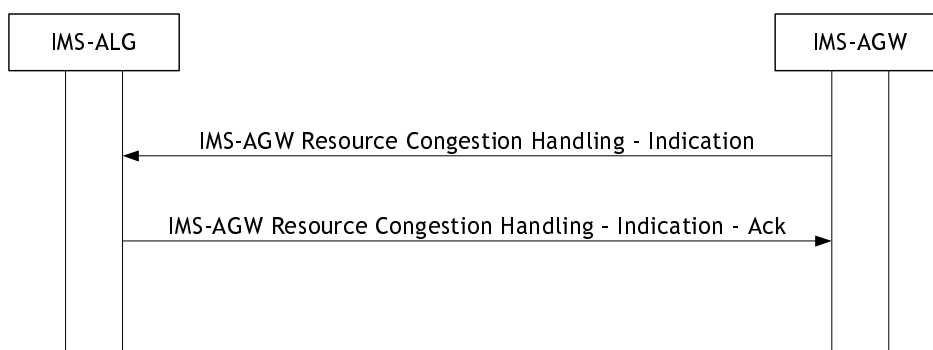 IMS-ALG
IMS-AGW
IMS-AGW Resource Congestion Handling - Indication
IMS-AGW Resource Congestion Handling - Indication - Ack